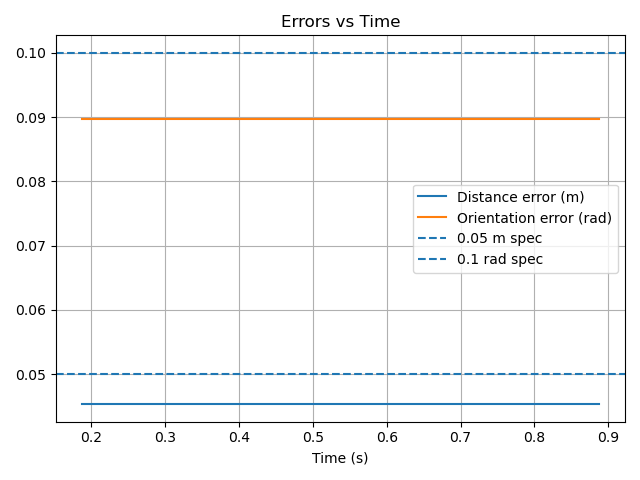 Errors vs Time
0.10
0.09
0.08
0.07
0.06
0.05
Distance error (m)
Orientation error (rad)
0.05 m spec
0.1 rad spec
0.2 0.3 0.4 0.5 0.6 0.7 0.8 0.9
Time (s)